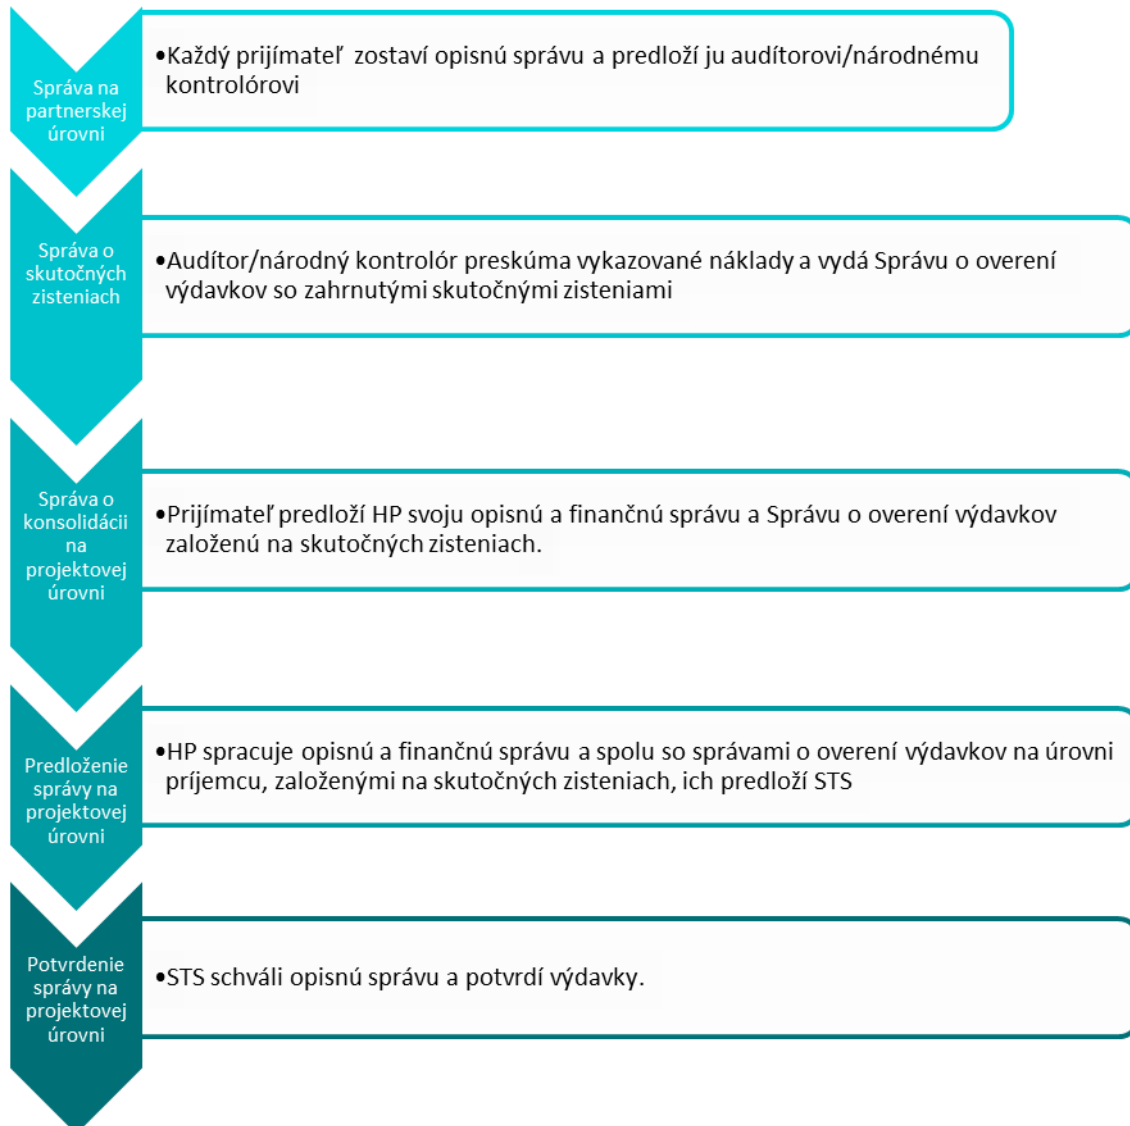 Správa na
partnerskej
úrovni
•Každý prijímateľ zostaví opisnú správu a predloží ju audítorovi/národnému
kontrolórovi
Správa o
skutočných
zisteniach
•Audítor/národný kontrolór preskúma vykazované náklady a vydá Správu o overení
výdavkov so zahrnutými skutočnými zisteniami
Správa o
konsolidácii
na
projektovej
úrovni
•Prijímateľ predloží HP svoju opisnú a finančnú správu a Správu o overení výdavkov
založenú na skutočných zisteniach.
Predloženie
správy na
projektovej
úrovni
•HP spracuje opisnú a finančnú správu a spolu so správami o overení výdavkov na úrovni
príjemcu, založenými na skutočných zisteniach, ich predloží STS
Potvrdenie
správy na
projektovej
úrovni
•STS schváli opisnú správu a potvrdí výdavky.